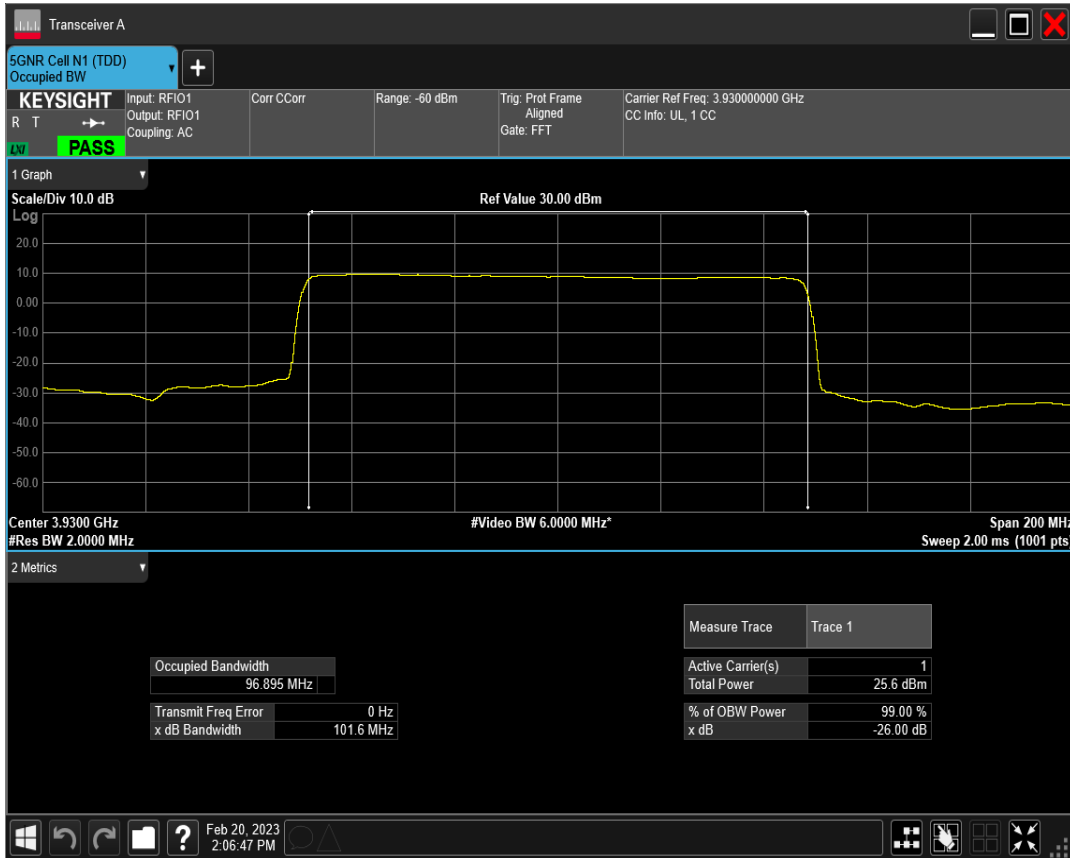 Transceiver A
5GNR Cell N1 (TDD)
Occupied BW
+
KEYSIGHT
R T
LXI
PASS
Input: RFIO1
Output: RFIO1
Coupling: AC
Corr CCorr
Range: -60 dBm
Trig: Prot Frame
Aligned
Gate: FFT
Carrier Ref Freq: 3.930000000 GHz
CC Info: UL, 1 CC
1 Graph
Scale/Div 10.0 dB
Ref Value 30.00 dBm
Log
20.0
10.0
0.00
-10.0
-20.0
-30.0
-40.0
-50.0
-60.0
Center 3.9300 GHz
#Video BW 6.0000 MHz*
Span 200 MHz
#Res BW 2.0000 MHz
Sweep 2.00 ms (1001 pts)
2 Metrics
Measure Trace Trace 1
Occupied Bandwidth
96.895 MHz
Active Carrier(s) 1
Total Power 25.6 dBm
Transmit Freq Error 0 Hz
x dB Bandwidth 101.6 MHz
% of OBW Power 99.00 %
x dB -26.00 dB
?
Feb 20, 2023
2:06:47 PM